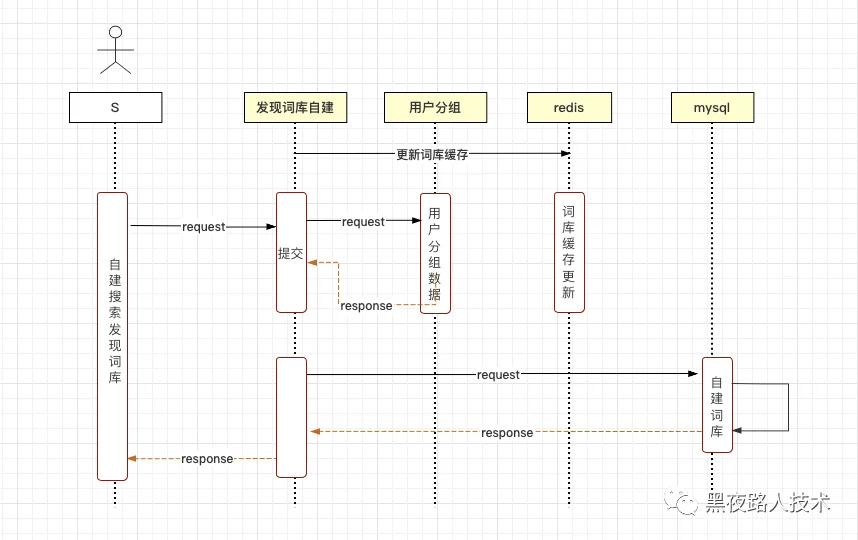 S
发现词库自建
用户分组
redis
mysql
更新词库缓存
request
request
提交
用户分组数据
词库缓存更新
自建搜索发现词库
response
request
自建词库
response
response
黑夜路人技术